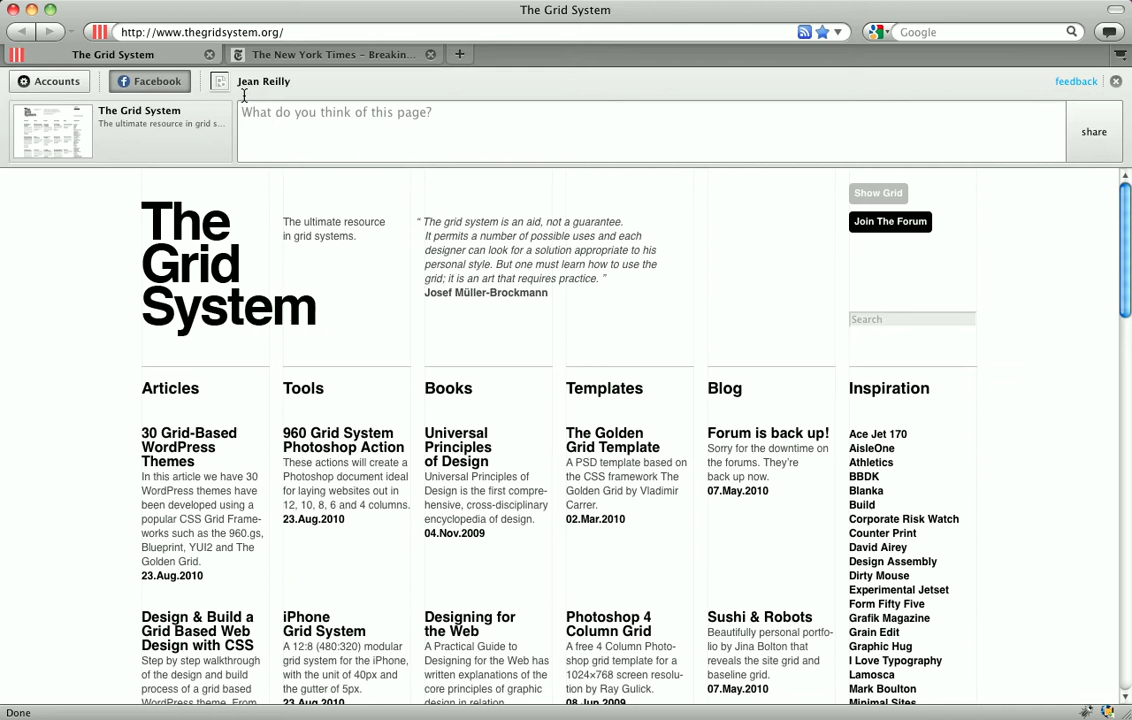 The Grid System
http://www.thegridsystem.org/
Google
The Grid System
The New York Times – Breakin...
Accounts
Facebook
Jean Reilly
feedback
The Grid System
The ultimate resource in grid s...
What do you think of this page?
share
The
Grid
System
The ultimate resource
in grid systems.
“ The grid system is an aid, not a guarantee.
It permits a number of possible uses and each
designer can look for a solution appropriate to his
personal style. But one must learn how to use the
grid; it is an art that requires practice. ”
Josef Müller-Brockmann
Show Grid
Join The Forum
Search
Articles
30 Grid-Based
WordPress
Themes
In this article we have 30
WordPress themes have
been developed using a
popular CSS Grid Frame-
works such as the 960.gs,
Blueprint, YUI2 and The
Golden Grid.
23.Aug.2010
Design & Build a
Grid Based Web
Design with CSS
Step by step walkthrough
of the design and build
process of a grid based
WordPress theme. From
Tools
960 Grid System
Photoshop Action
These actions will create a
Photoshop document ideal
for laying websites out in
12, 10, 8, 6 and 4 columns.
23.Aug.2010
iPhone
Grid System
A 12:8 (480:320) modular
grid system for the iPhone,
with the unit of 40px and
the gutter of 5px.
23.Aug.2010
Books
Universal
Principles
of Design
Universal Principles of
Design is the first compre-
hensive, cross-disciplinary
encyclopedia of design.
04.Nov.2009
Designing for
the Web
A Practical Guide to
Designing for the Web has
written explanations of the
core principles of graphic
design in relation
Templates
The Golden
Grid Template
A PSD template based on
the CSS framework The
Golden Grid by Vladimir
Carrer.
02.Mar.2010
Photoshop 4
Column Grid
A free 4 Column Photo-
shop grid template for a
1024×768 screen resolu-
tion by Ray Gulick.
08.Jun.2009
Blog
Forum is back up!
Sorry for the downtime on
the forums. They're
back up now.
07.May.2010
Sushi & Robots
Beautifully personal portfo-
lio by Jina Bolton that
reveals the site grid and
baseline grid.
07.May.2010
Inspiration
Ace Jet 170
AisleOne
Athletics
BBDK
Blanka
Build
Corporate Risk Watch
Counter Print
David Airey
Design Assembly
Dirty Mouse
Experimental Jetset
Form Fifty Five
Grafik Magazine
Grain Edit
Graphic Hug
I Love Typography
Lamosca
Mark Boulton
Minimal Sites
Done